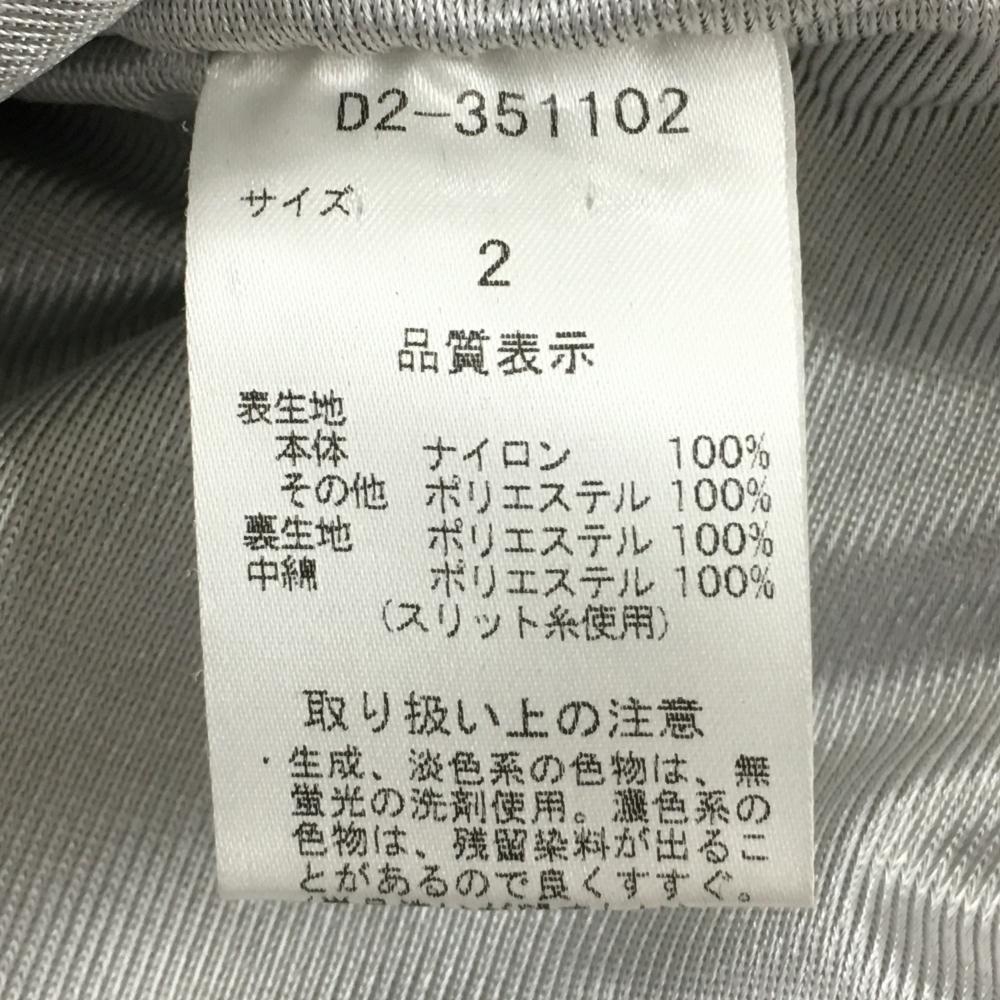 D2-351102
サイズ
2
品質表示
表生地
本体 ナイロン 100%
その他 ポリエステル 100%
裏生地 ポリエステル 100%
中綿 ポリエステル 100%
(スリット糸使用)
取り扱い上の注意
・生成、淡色系の色物は、無
蛍光の洗剤使用。濃色系の
色物は、残留染料が出るこ
とがあるので良くすすぐ。